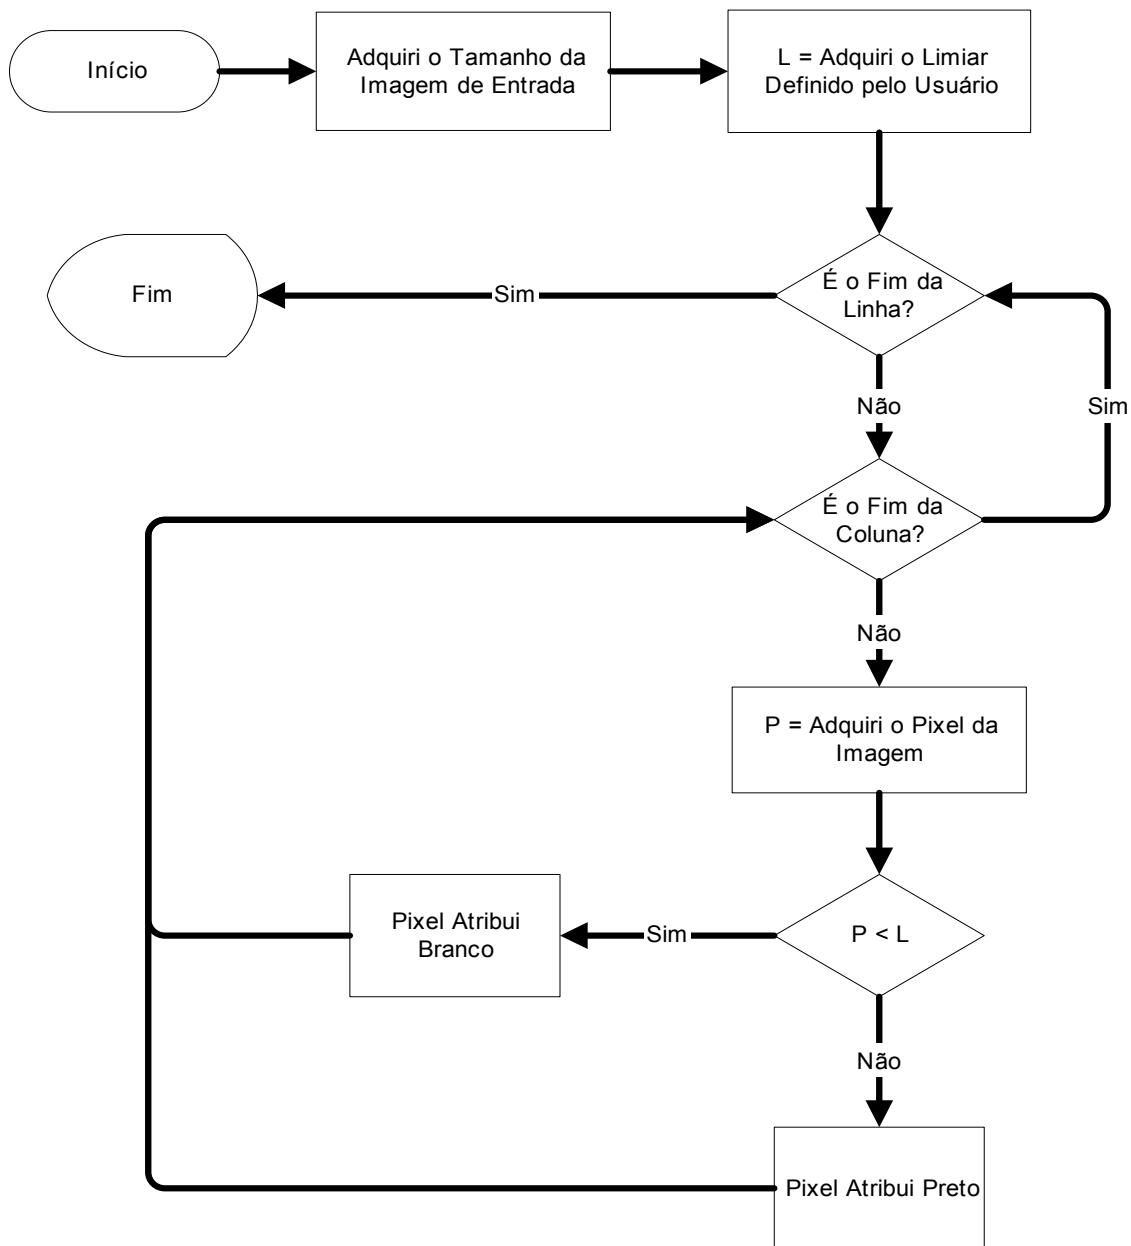 Início
Adquiri o Tamanho da
Imagem de Entrada
L = Adquiri o Limiar
Definido pelo Usuário
É o Fim da
Linha?
Sim
Fim
Não
Sim
É o Fim da
Coluna?
Não
P = Adquiri o Pixel da
Imagem
P < L
Sim
Pixel Atribui
Branco
Não
Pixel Atribui Preto